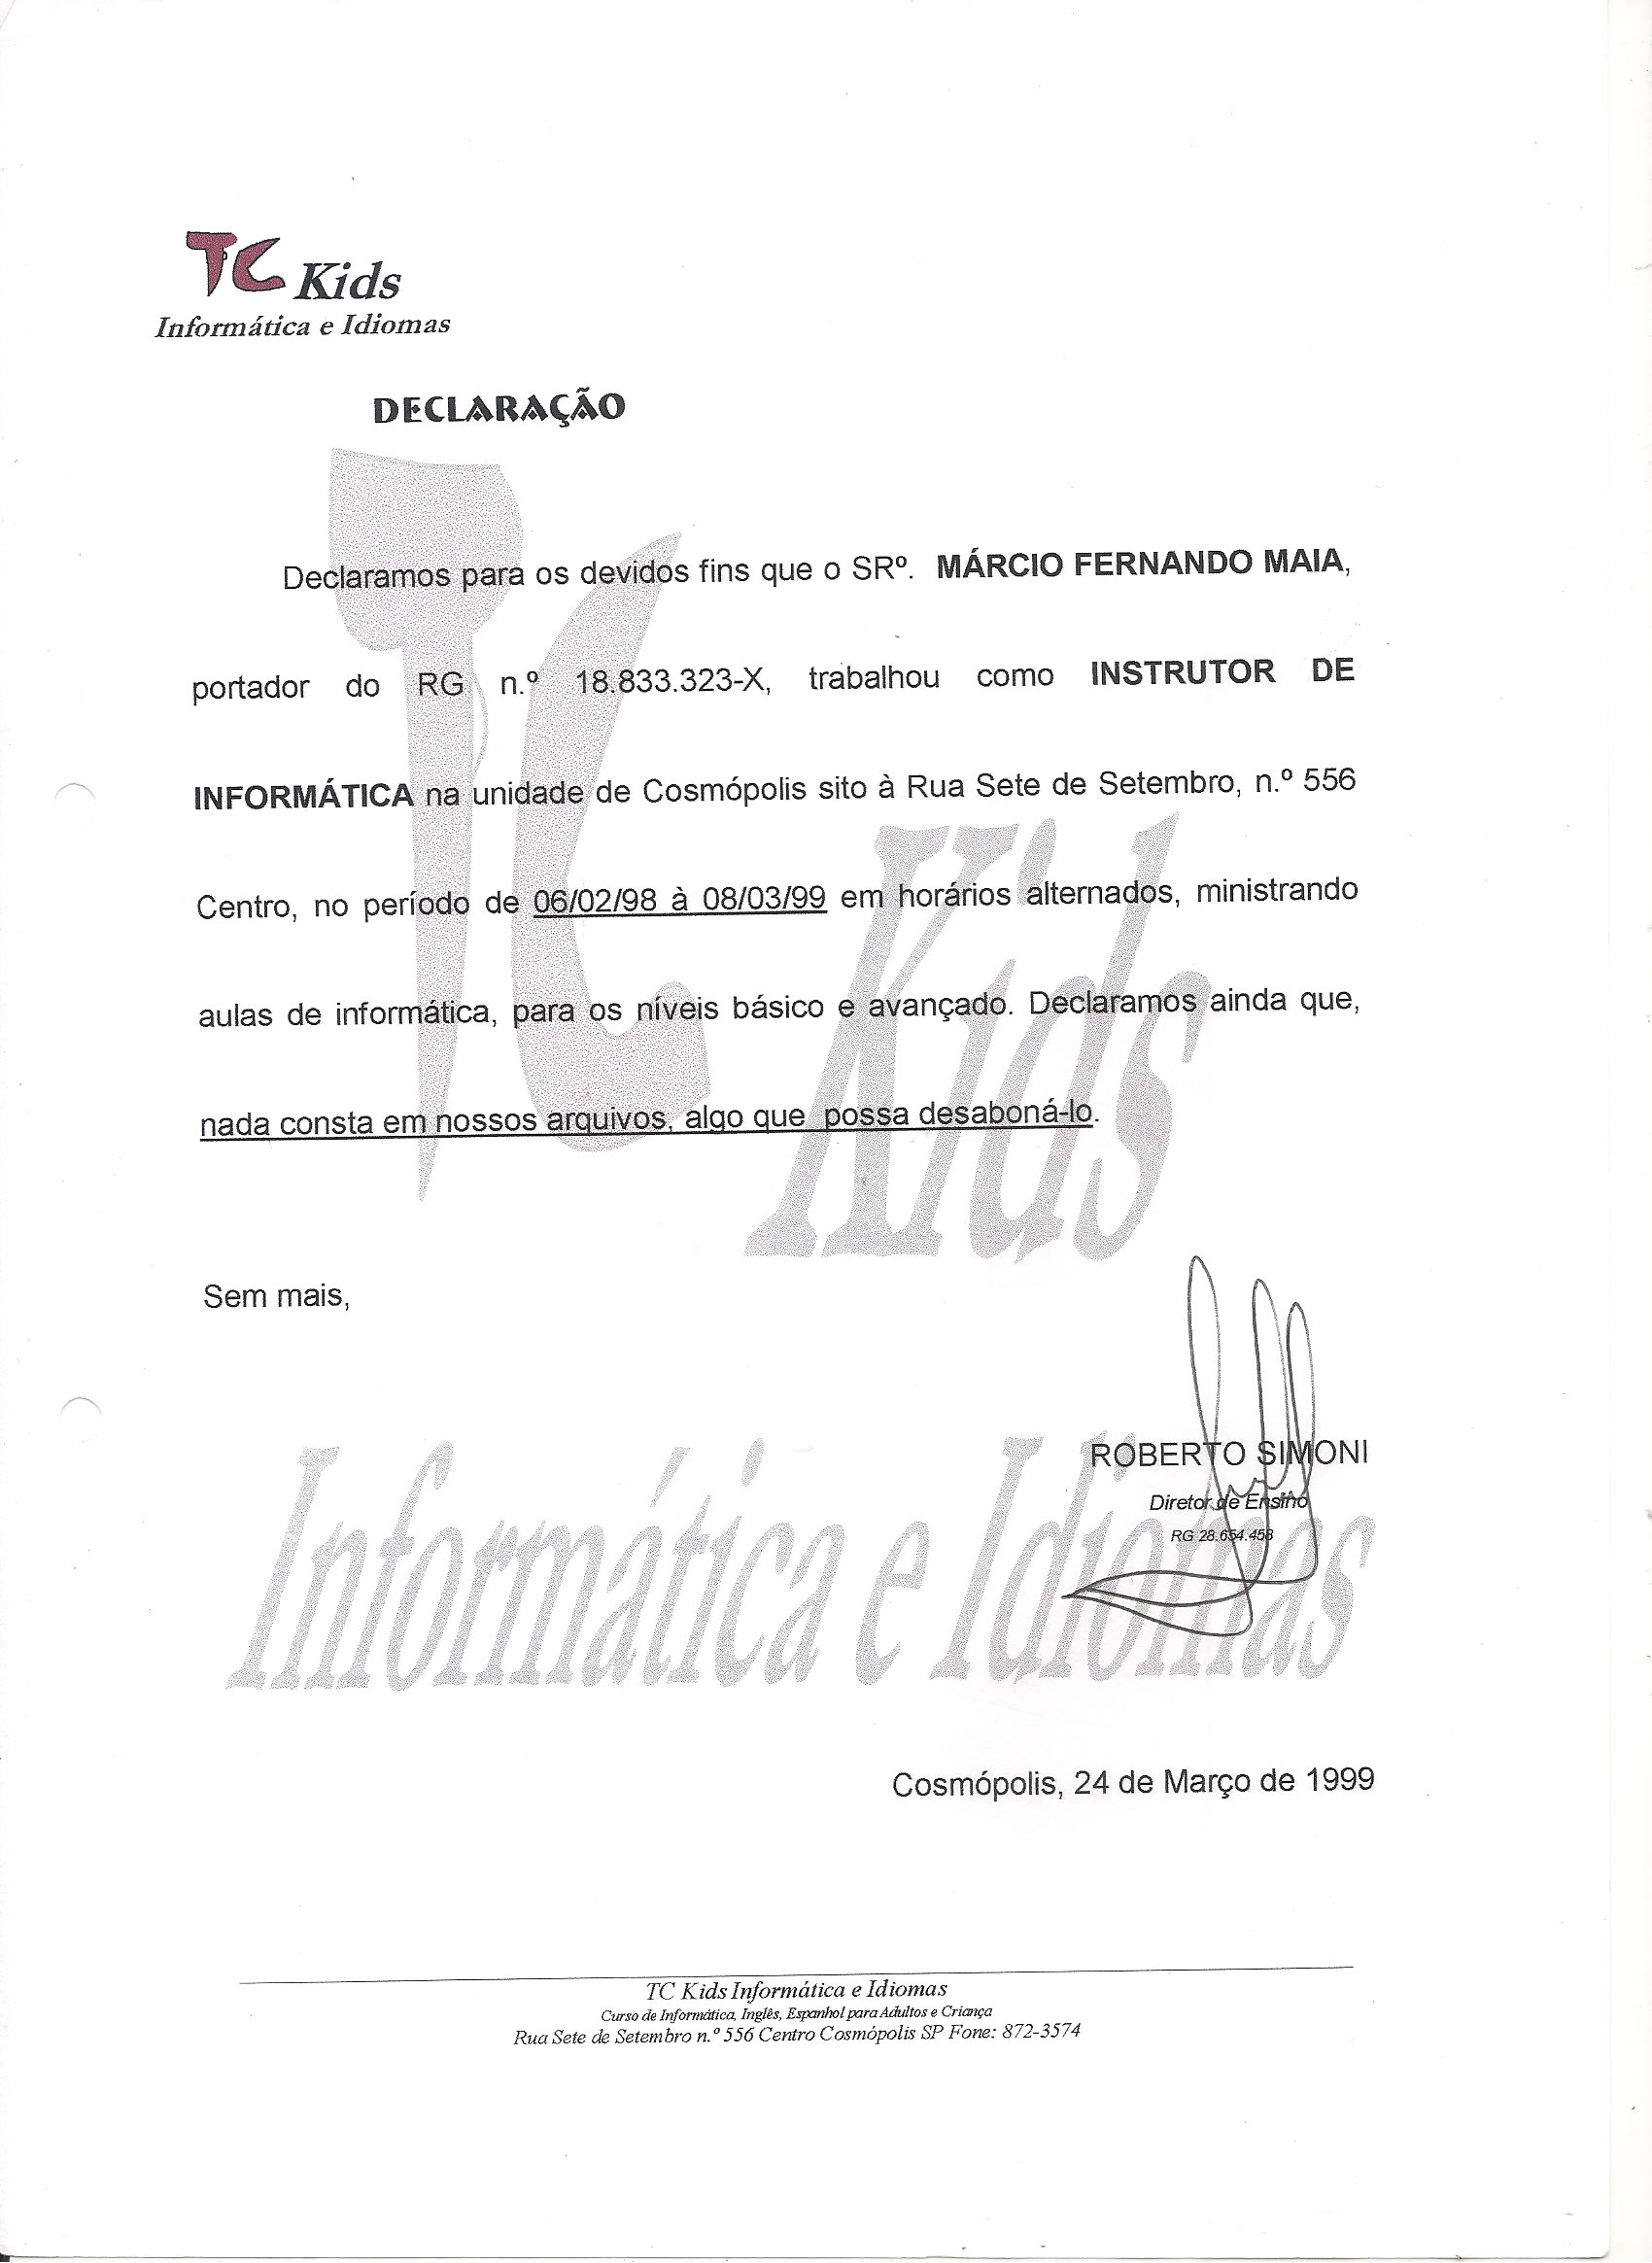 TC Kids
Informática e Idiomas
DECLARAÇÃO
Declaramos para os devidos fins que o SRº. MÁRCIO FERNANDO MAIA,
portador do RG n.º 18.833.323-X, trabalhou como INSTRUTOR DE
INFORMÁTICA na unidade de Cosmópolis sito à Rua Sete de Setembro, n.º 556
Centro, no período de 06/02/98 à 08/03/99 em horários alternados, ministrando
aulas de informática, para os níveis básico e avançado. Declaramos ainda que,
nada consta em nossos arquivos, algo que possa desaboná-lo.
TC Kids
Sem mais,
ROBERTO SIMONI
Diretor de Ensino
RG 28.654.458
Informática e Idiomas
Cosmópolis, 24 de Março de 1999
TC Kids Informática e Idiomas
Curso de Informática, Inglês, Espanhol para Adultos e Criança
Rua Sete de Setembro n.º 556 Centro Cosmópolis SP Fone: 872-3574